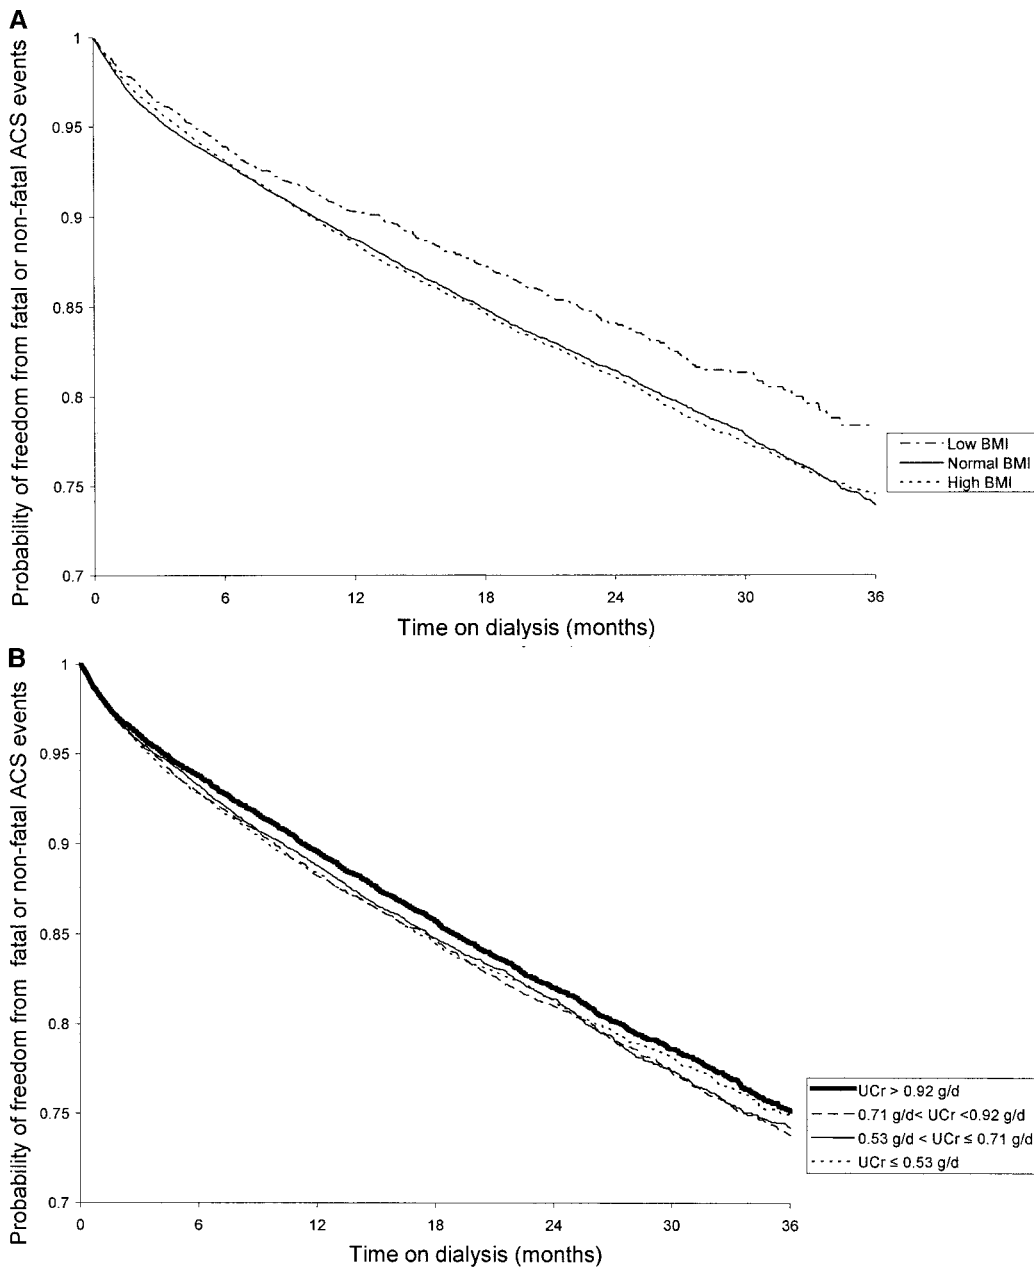 A
Probability of freedom from fatal or non-fatal ACS events
1
0.95
0.9
0.85
0.8
0.75
0.7
0 6 12 18 24 30 36
Time on dialysis (months)
Low BMI
Normal BMI
High BMI
B
Probability of freedom from fatal or non-fatal ACS events
1
0.95
0.9
0.85
0.8
0.75
0.7
0 6 12 18 24 30 36
Time on dialysis (months)
UCr > 0.92 g/d
0.71 g/d< UCr <0.92 g/d
0.53 g/d < UCr ≤ 0.71 g/d
UCr ≤ 0.53 g/d